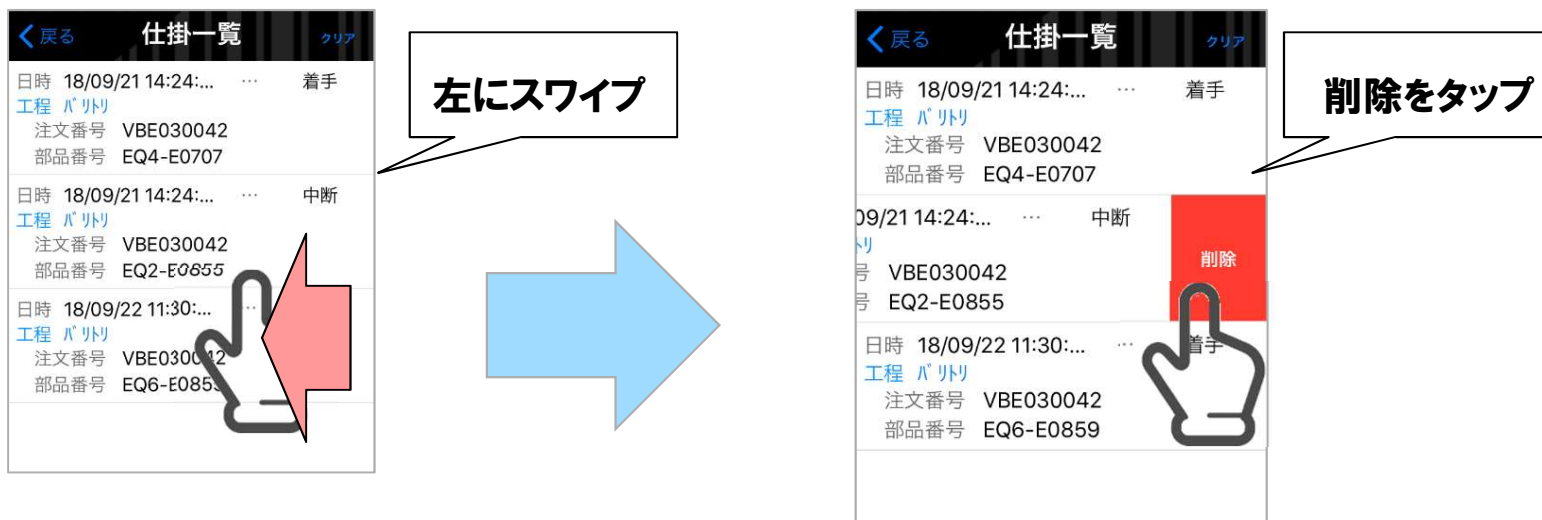 戻る 仕掛一覧 クリア
日時 18/09/21 14:24:... … 着手
工程 バリトリ
注文番号 VBE030042
部品番号 EQ4-E0707
日時 18/09/21 14:24:... … 中断
工程 バリトリ
注文番号 VBE030042
部品番号 EQ2-E0855
日時 18/09/22 11:30:...
工程 バリトリ
注文番号 VBE030042
部品番号
左にスワイプ
戻る 仕掛一覧 クリア
日時 18/09/21 14:24:... … 着手
工程 バリトリ
注文番号 VBE030042
部品番号 EQ4-E0707
09/21 14:24:... … 中断
トリ
号 VBE030042
号 EQ2-E0855
削除
日時 18/09/22 11:30:... … 着手
工程 バリトリ
注文番号 VBE030042
部品番号 EQ6-E0859
削除をタップ